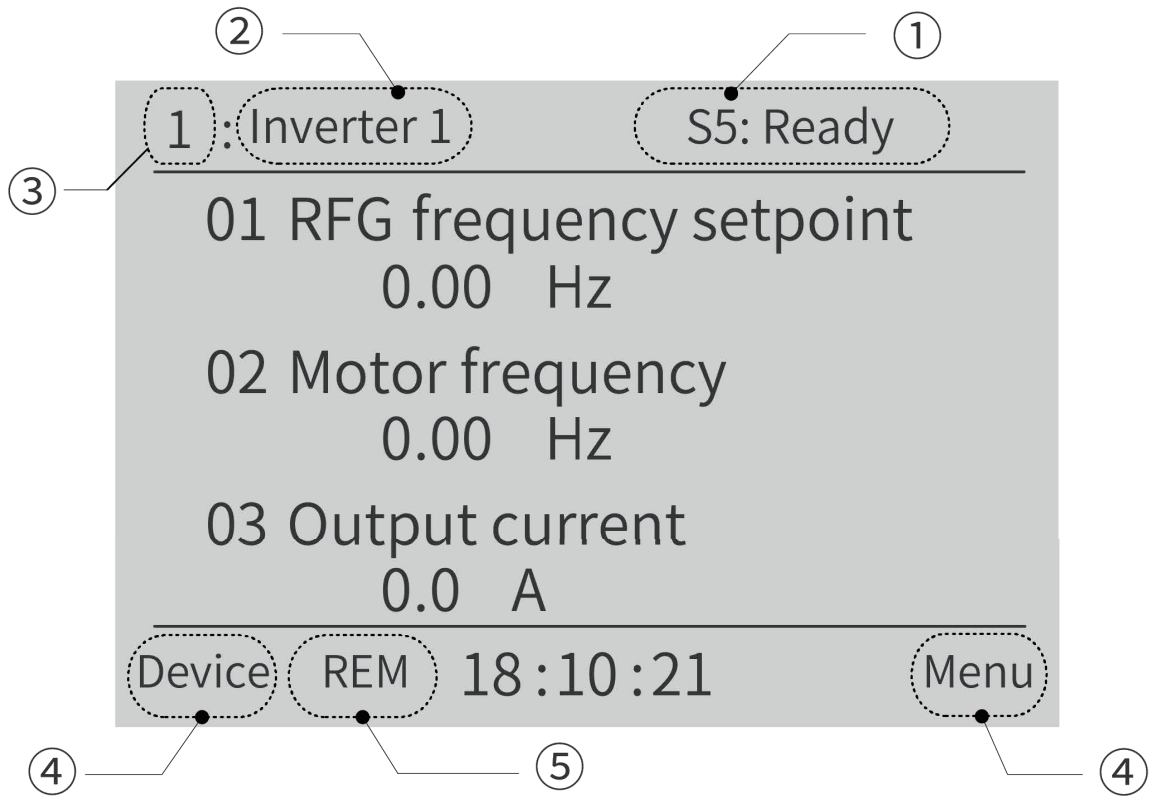 ② ①
1 : Inverter 1 S5: Ready
③
01 RFG frequency setpoint
0.00 Hz
02 Motor frequency
0.00 Hz
03 Output current
0.0 A
Device REM 18:10:21 Menu
④ ⑤ ④